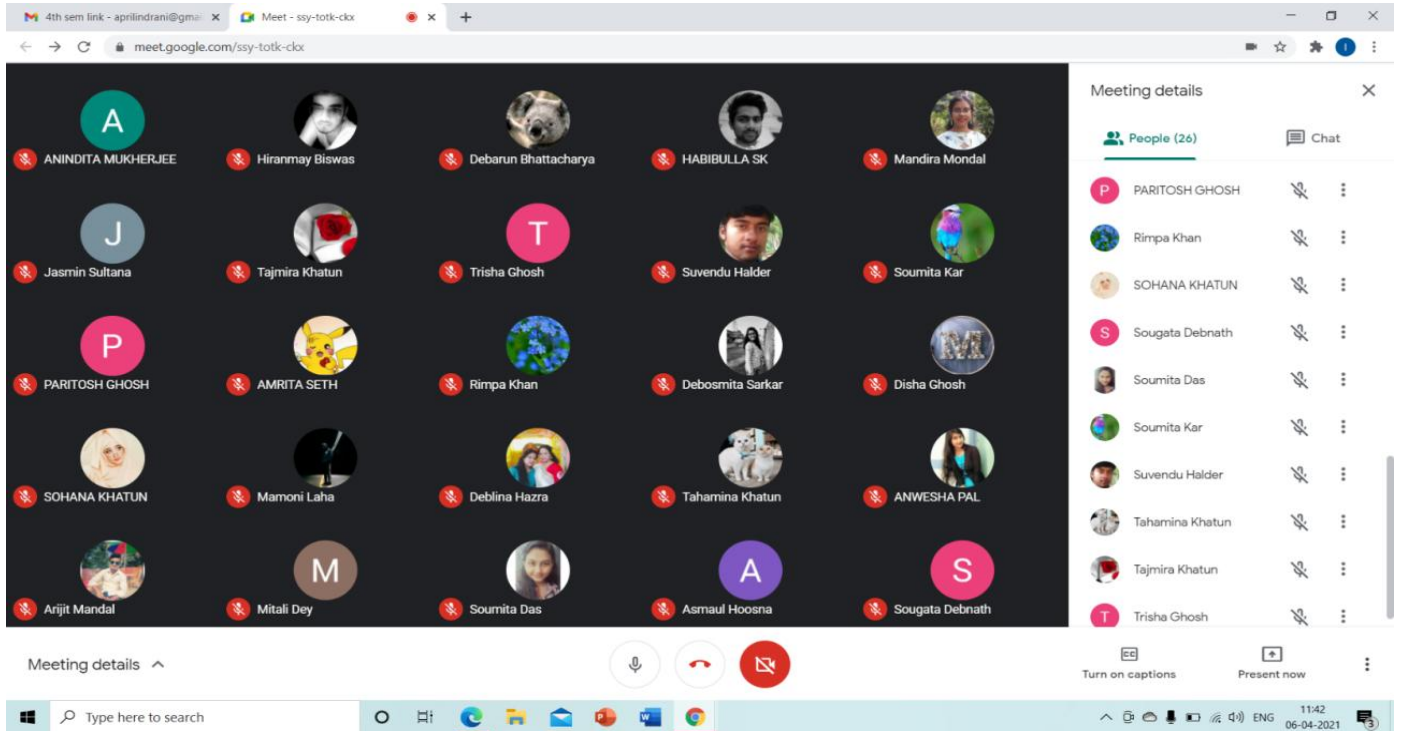 4th sem link - aprilindrani@gmai
Meet - ssy-totk-ckx
meet.google.com/ssy-totk-ckx
I
A
ANINDITA MUKHERJEE
Hiranmay Biswas
Debarun Bhattacharya
HABIBULLA SK
Mandira Mondal
J
Jasmin Sultana
Tajmira Khatun
T
Trisha Ghosh
Suvendu Halder
Soumita Kar
P
PARITOSH GHOSH
AMRITA SETH
Rimpa Khan
Debosmita Sarkar
M
Disha Ghosh
SOHANA KHATUN
Mamoni Laha
Deblina Hazra
Tahamina Khatun
ANWESHA PAL
Arijit Mandal
M
Mitali Dey
Soumita Das
A
Asmaul Hoosna
S
Sougata Debnath
Meeting details
People (26)
Chat
P
PARITOSH GHOSH
Rimpa Khan
SOHANA KHATUN
S
Sougata Debnath
Soumita Das
Soumita Kar
Suvendu Halder
Tahamina Khatun
Tajmira Khatun
T
Trisha Ghosh
Meeting details
CC
Turn on captions
Present now
Type here to search
ENG
11:42
06-04-2021
3